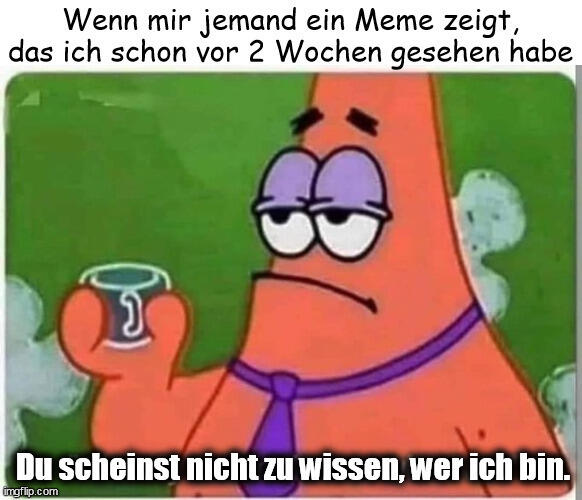 Wenn mir jemand ein Meme zeigt,
das ich schon vor 2 Wochen gesehen habe
Du scheinst nicht zu wissen, wer ich bin.
imgflip.com